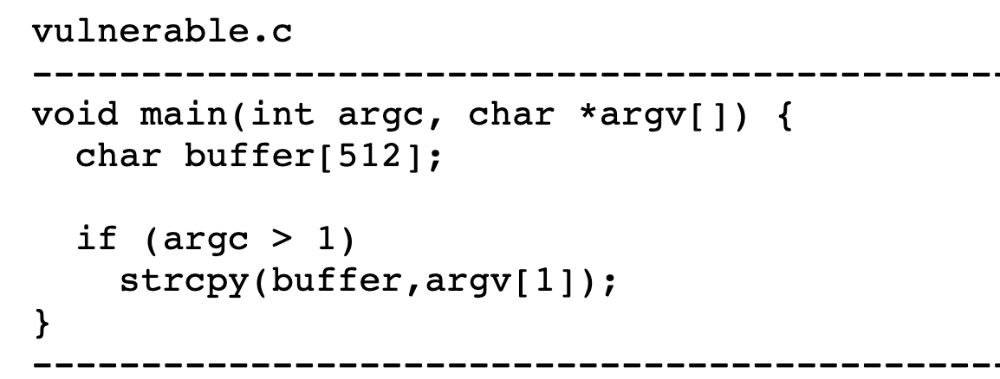 vulnerable.c
---------------------------------------------
void main(int argc, char *argv[]) {
  char buffer[512];

  if (argc > 1)
    strcpy(buffer,argv[1]);
}
---------------------------------------------